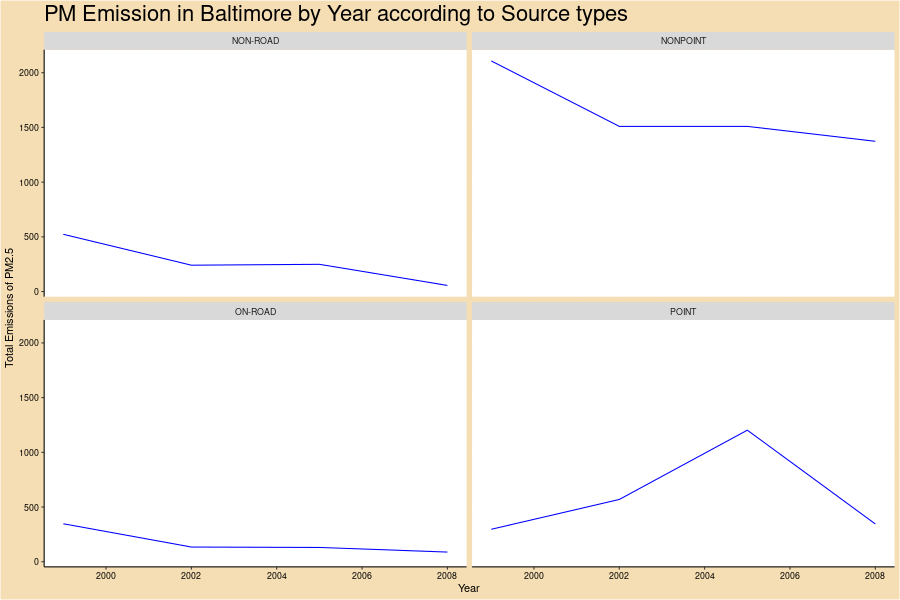 PM Emission in Baltimore by Year according to Source types
NON-ROAD
NONPOINT
2000
1500
1000
500
0
Total Emissions of PM2.5
ON-ROAD
POINT
2000
1500
1000
500
0
2000 2002 2004 2006 2008
2000 2002 2004 2006 2008
Year